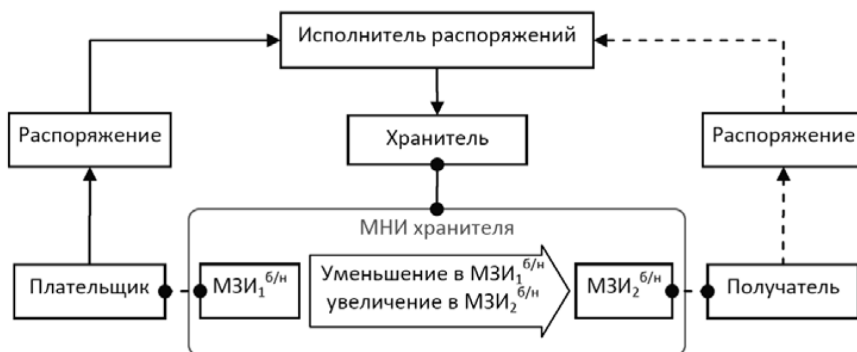 Исполнитель распоряжений
Распоряжение
Хранитель
Распоряжение
МНИ хранителя
Плательщик
МЗИ₁б/н
Уменьшение в МЗИ₁б/н
увеличение в МЗИ₂б/н
МЗИ₂б/н
Получатель